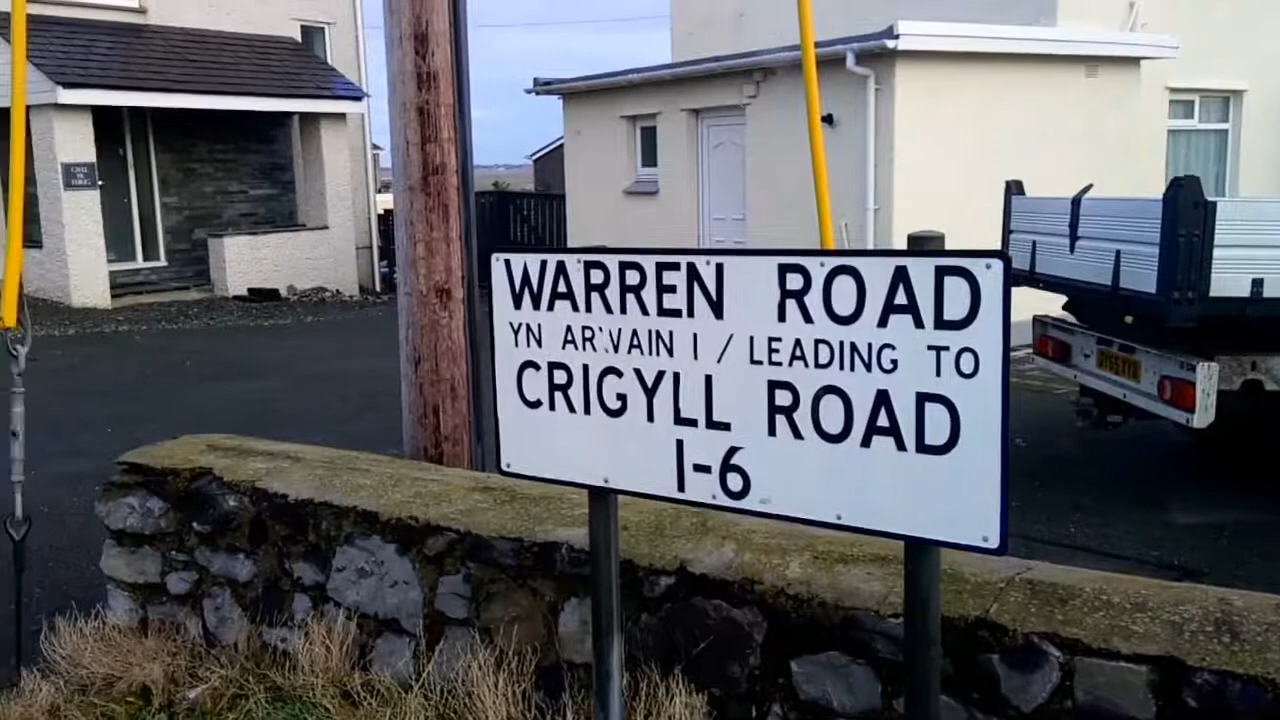 WARREN ROAD
YN ARWAIN I / LEADING TO
CRIGYLL ROAD
1-6